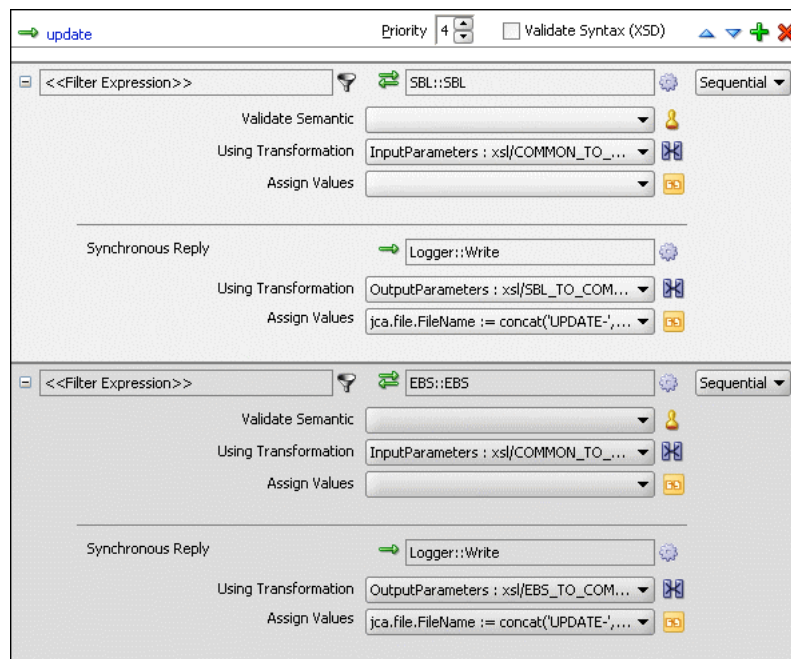 update Priority 4 Validate Syntax (XSD)
<<Filter Expression>> SBL::SBL Sequential
Validate Semantic
Using Transformation InputParameters : xsl/COMMON_TO_...
Assign Values
Synchronous Reply Logger::Write
Using Transformation OutputParameters : xsl/SBL_TO_COM...
Assign Values jca.file.FileName := concat('UPDATE-',...
<<Filter Expression>> EBS::EBS Sequential
Validate Semantic
Using Transformation InputParameters : xsl/COMMON_TO_...
Assign Values
Synchronous Reply Logger::Write
Using Transformation OutputParameters : xsl/EBS_TO_COM...
Assign Values jca.file.FileName := concat('UPDATE-',...